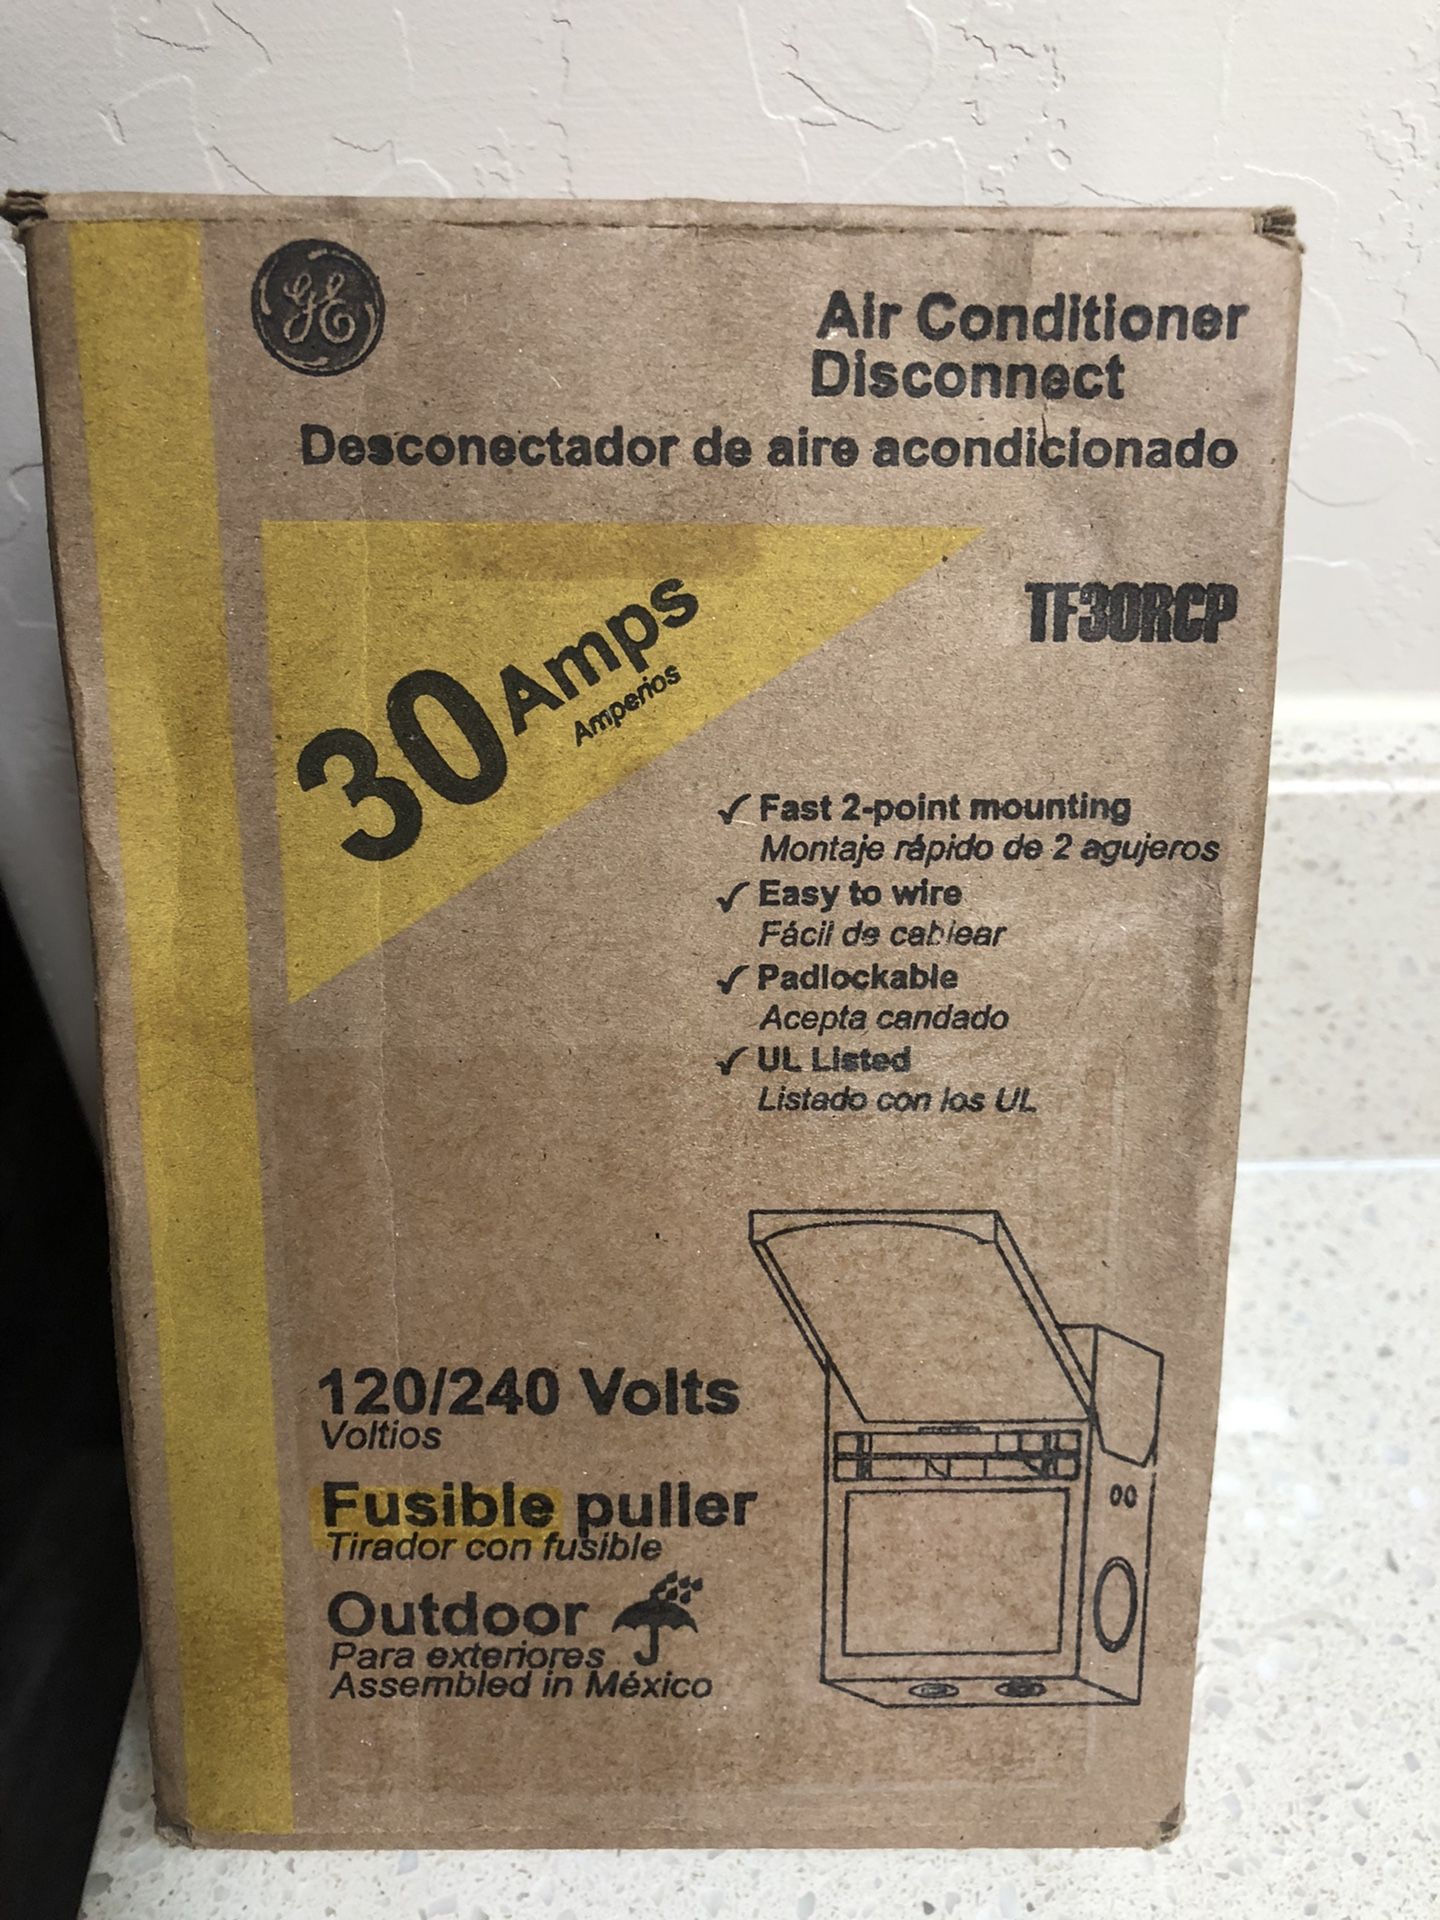 GE
Air Conditioner
Disconnect
Desconectador de aire acondicionado
30 Amps
Amperios
TF30RCP
✓ Fast 2-point mounting
Montaje rápido de 2 agujeros
✓ Easy to wire
Fácil de cablear
✓ Padlockable
Acepta candado
✓ UL Listed
Listado con los UL
120/240 Volts
Voltios
Fusible puller
Tirador con fusible
Outdoor
Para exteriores
Assembled in México